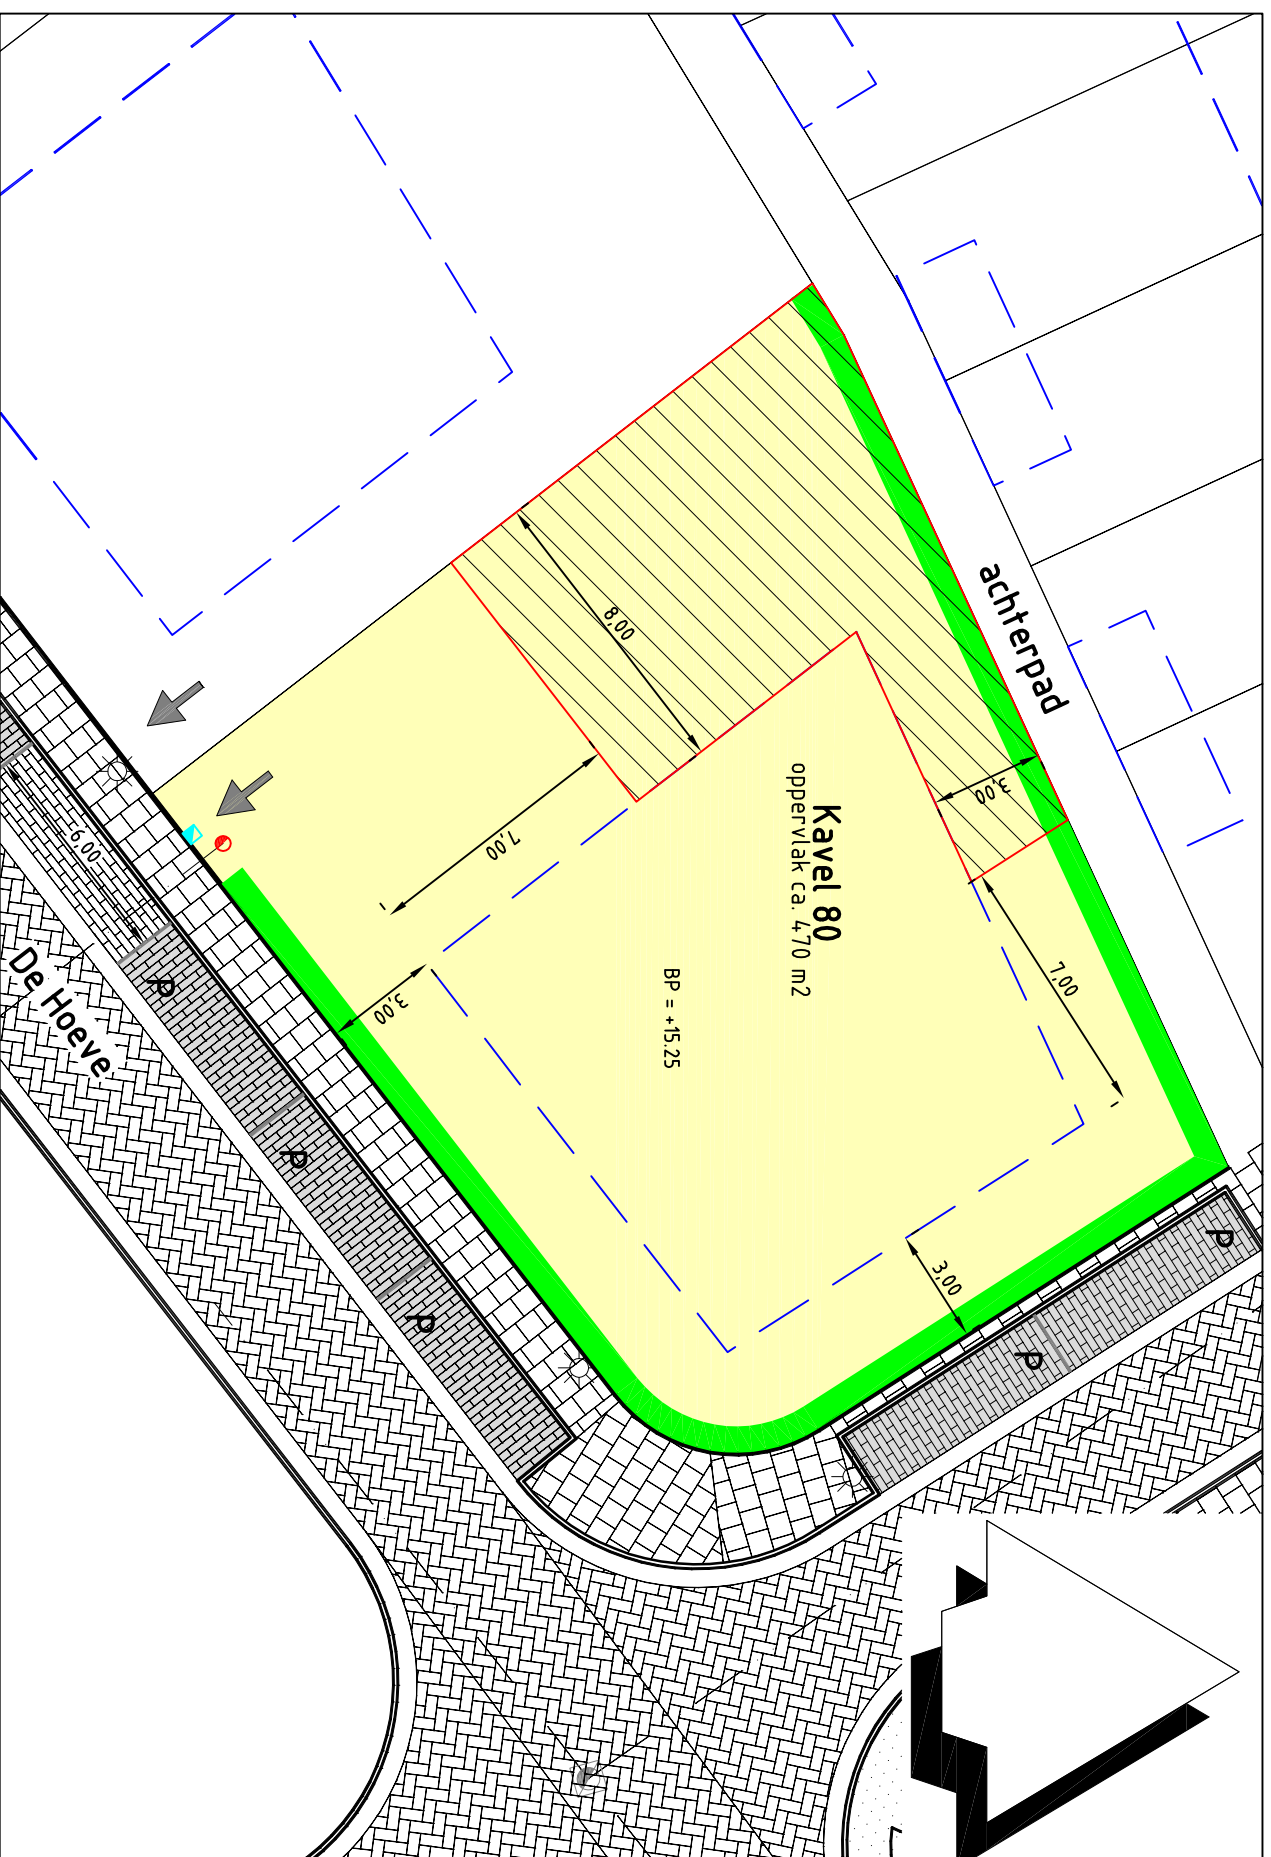 achterpad
8,00
3,00
Kavel 80
oppervlak ca. 470 m2
BP = +15.25
7,00
7,00
3,00
3,00
6.00
De Hoeve
P
P
P
P
P